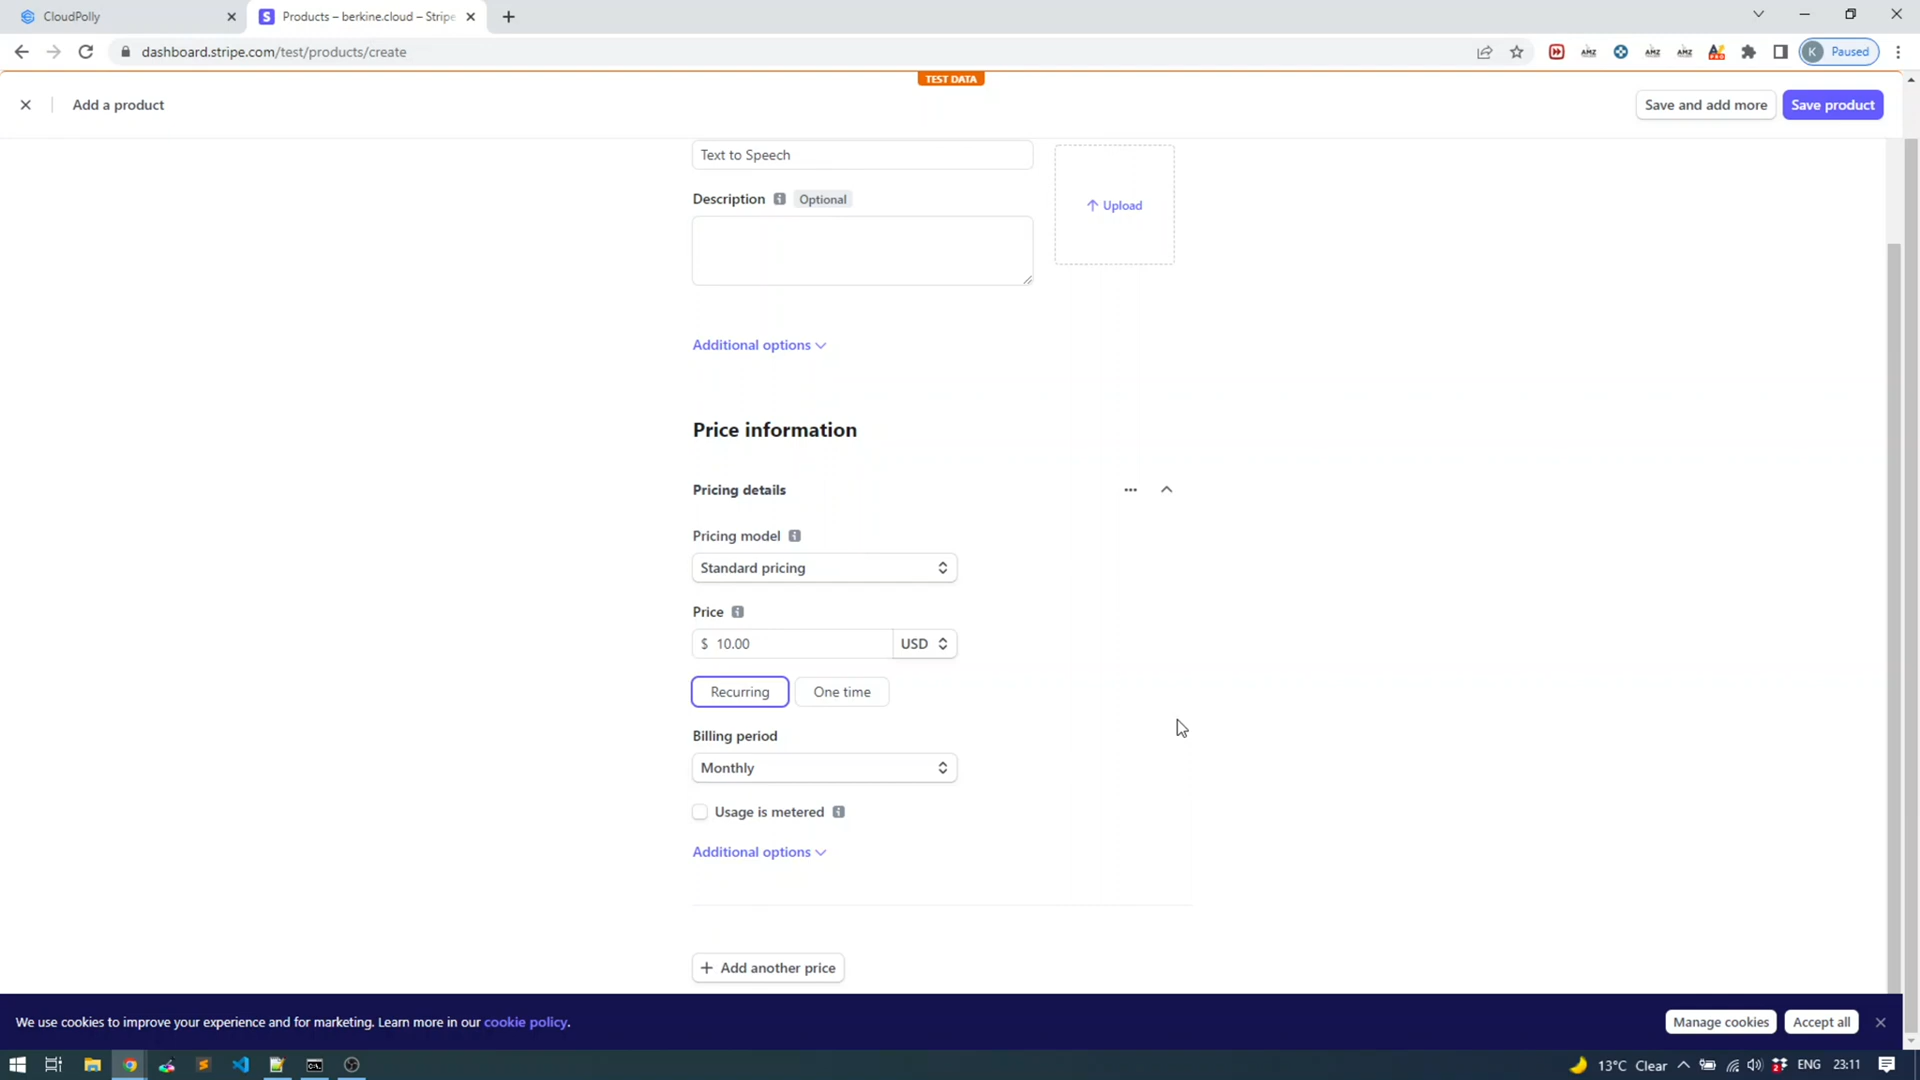 CloudPolly
Products – berkine.cloud – Stripe
dashboard.stripe.com/test/products/create
K Paused
TEST DATA
Add a product
Save and add more
Save product
Text to Speech
Description Optional
Upload
Additional options
Price information
Pricing details
Pricing model
Standard pricing
Price
$ 10.00 USD
Recurring One time
Billing period
Monthly
Usage is metered
Additional options
+ Add another price
We use cookies to improve your experience and for marketing. Learn more in our cookie policy.
Manage cookies
Accept all
13°C Clear ENG 23:11